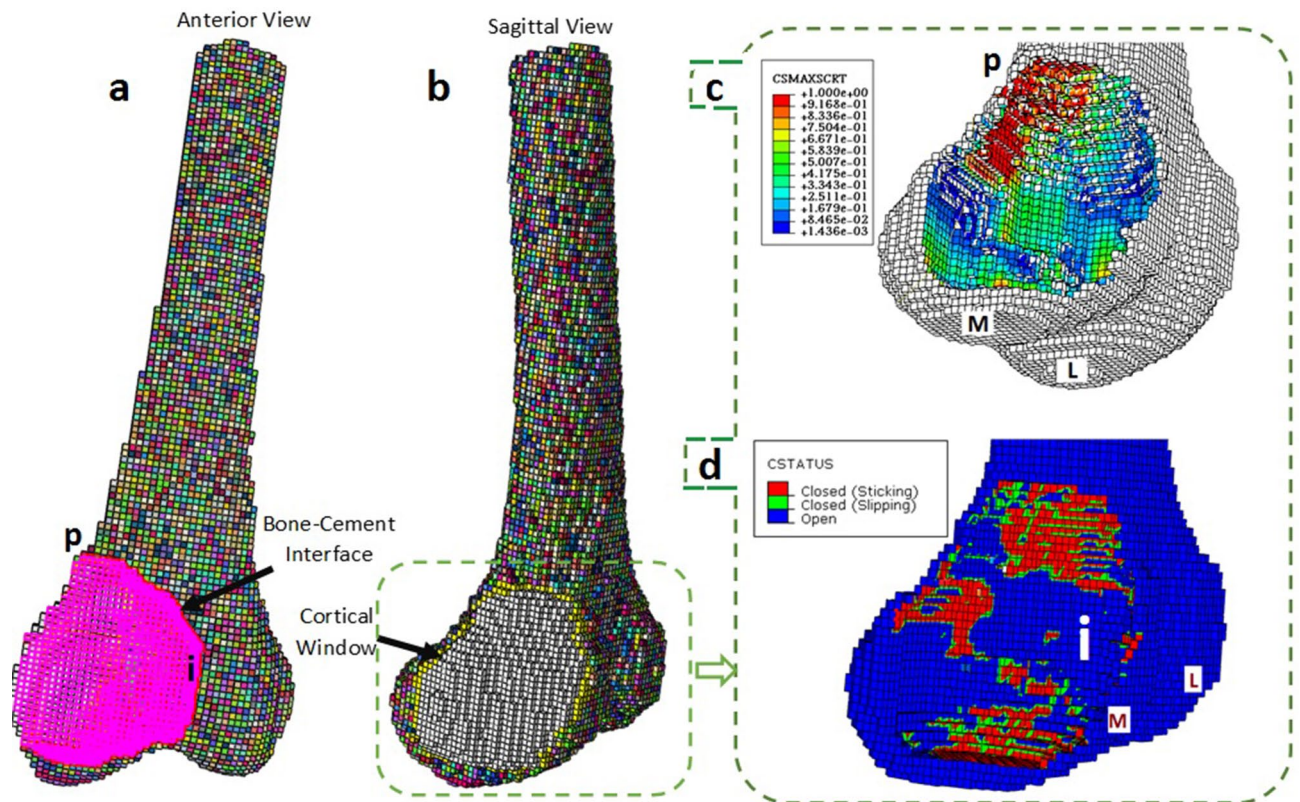 Anterior View
a
p
Bone-Cement
Interface
i
Sagittal View
b
Cortical
Window
c
p
CSMAXSCRT
+1.000e+00
+9.168e-01
+8.336e-01
+7.504e-01
+6.671e-01
+5.839e-01
+5.007e-01
+4.175e-01
+3.343e-01
+2.511e-01
+1.679e-01
+8.465e-02
+1.436e-03
M
L
d
CSTATUS
Closed (Sticking)
Closed (Slipping)
Open
i
L
M